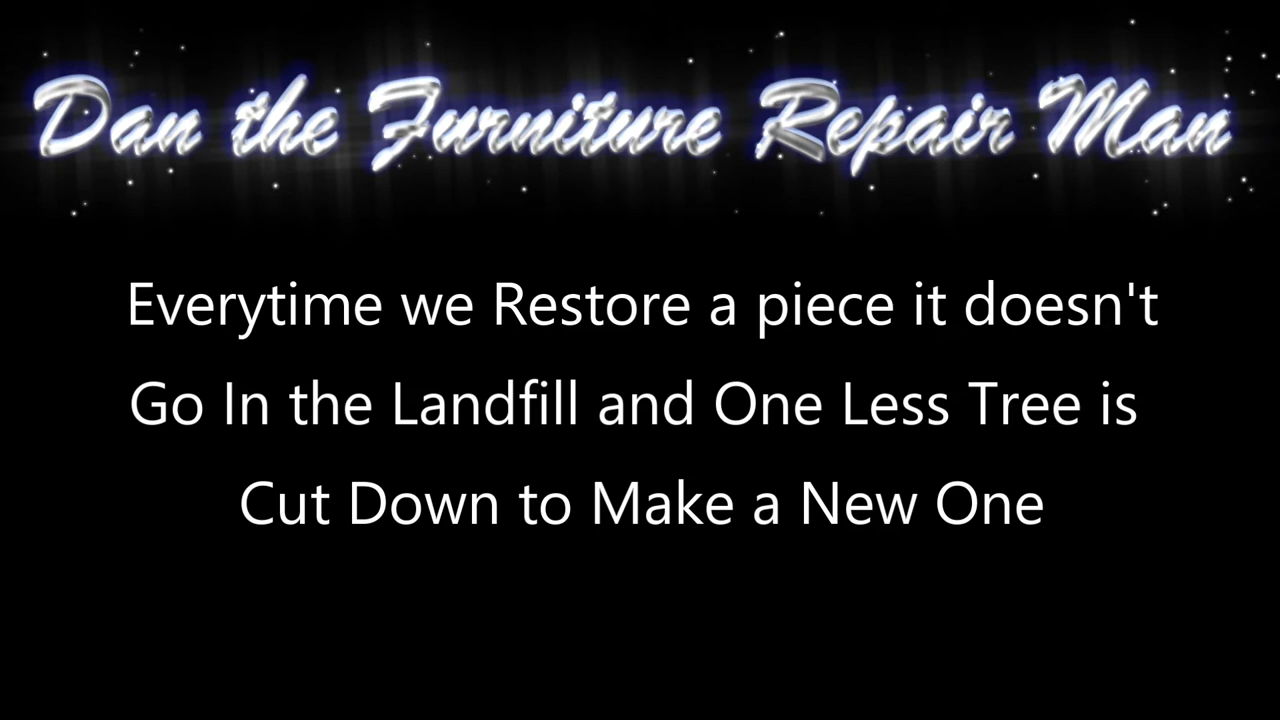 Dan the Furniture Repair Man
Everytime we Restore a piece it doesn't
Go In the Landfill and One Less Tree is
Cut Down to Make a New One